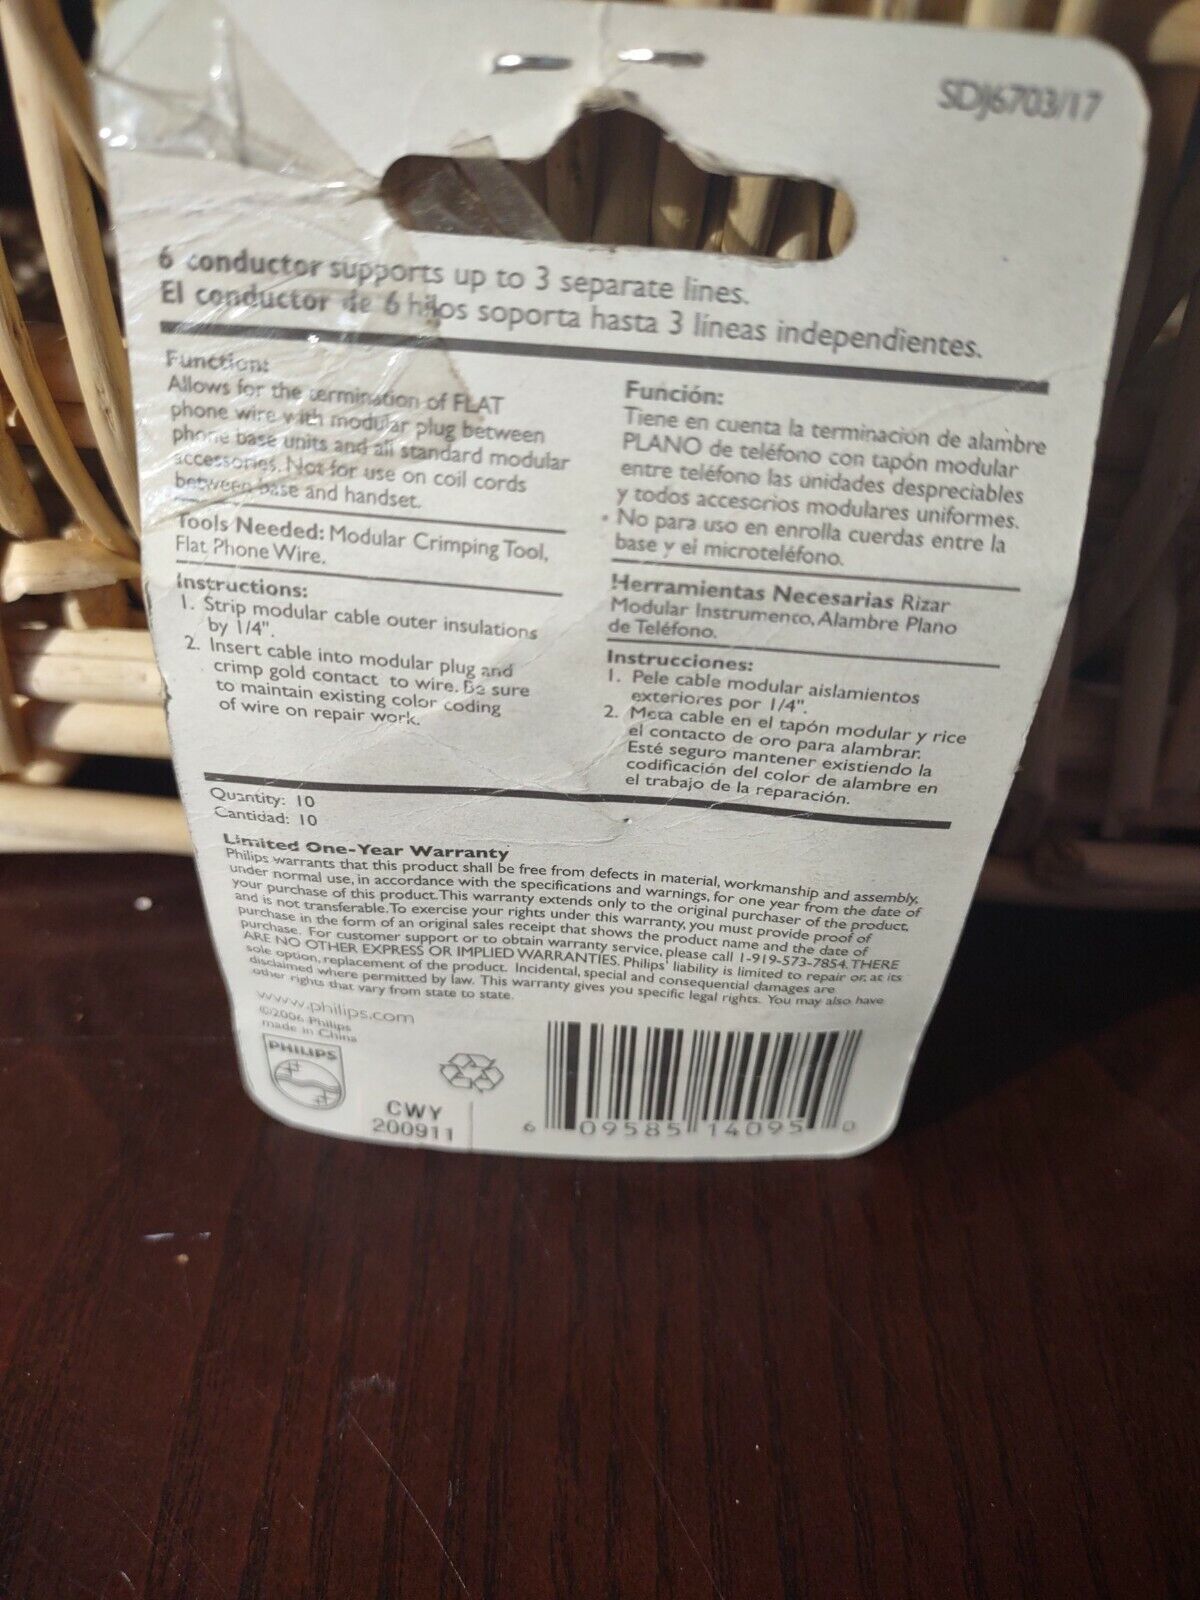 SDJ6703/17
6 conductor supports up to 3 separate lines.
El conductor de 6 hilos soporta hasta 3 líneas independientes.
Function:
Allows for the termination of FLAT
phone wire with modular plug between
phone base units and all standard modular
accessories. Not for use on coil cords
between base and handset.
Tools Needed: Modular Crimping Tool,
Flat Phone Wire.
Instructions:
1. Strip modular cable outer insulations
by 1/4".
2. Insert cable into modular plug and
crimp gold contact to wire. Be sure
to maintain existing color coding
of wire on repair work.
Función:
Tiene en cuenta la terminación de alambre
PLANO de teléfono con tapón modular
entre teléfono las unidades despreciables
y todos accesorios modulares uniformes.
• No para uso en enrolla cuerdas entre la
base y el microteléfono.
Herramientas Necesarias Rizar
Modular Instrumento, Alambre Plano
de Teléfono.
Instrucciones:
1. Pele cable modular aislamientos
exteriores por 1/4".
2. Meta cable en el tapón modular y rice
el contacto de oro para alambrar.
Esté seguro mantener existiendo la
codificación del color de alambre en
el trabajo de la reparación.
Quantity: 10
Cantidad: 10
Limited One-Year Warranty
Philips warrants that this product shall be free from defects in material, workmanship and assembly,
under normal use, in accordance with the specifications and warnings, for one year from the date of
your purchase of this product. This warranty extends only to the original purchaser of the product,
and is not transferable. To exercise your rights under this warranty, you must provide proof of
purchase in the form of an original sales receipt that shows the product name and the date of
purchase. For customer support or to obtain warranty service, please call 1-919-573-7854. THERE
ARE NO OTHER EXPRESS OR IMPLIED WARRANTIES. Philips' liability is limited to repair or, at its
sole option, replacement of the product. Incidental, special and consequential damages are
disclaimed where permitted by law. This warranty gives you specific legal rights. You may also have
other rights that vary from state to state.
www.philips.com
©2006 Philips
made in China
PHILIPS
CWY
200911
6 09585 14095 0